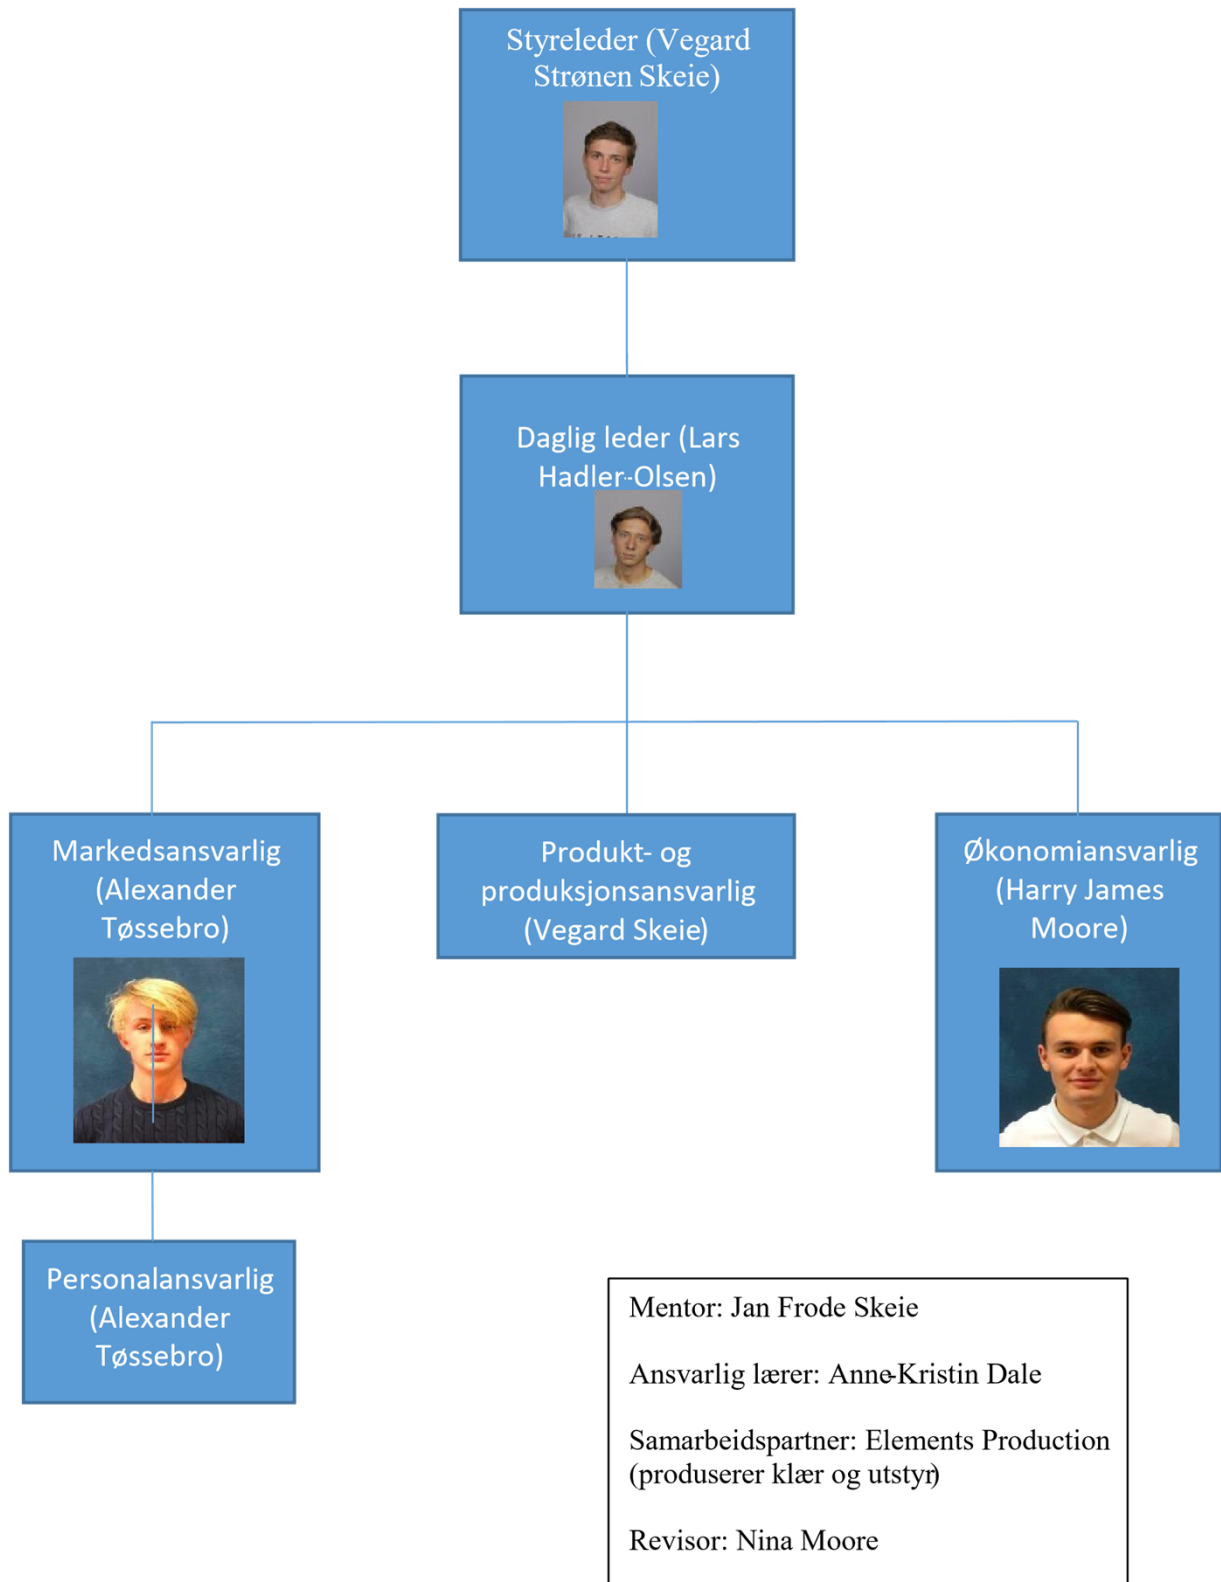 Styreleder (Vegard
Strønen Skeie)
Daglig leder (Lars
Hadler-Olsen)
Markedsansvarlig
(Alexander
Tøssebro)
Produkt- og
produksjonsansvarlig
(Vegard Skeie)
Økonomiansvarlig
(Harry James
Moore)
Personalansvarlig
(Alexander
Tøssebro)
Mentor: Jan Frode Skeie
Ansvarlig lærer: Anne-Kristin Dale
Samarbeidspartner: Elements Production
(produserer klær og utstyr)
Revisor: Nina Moore